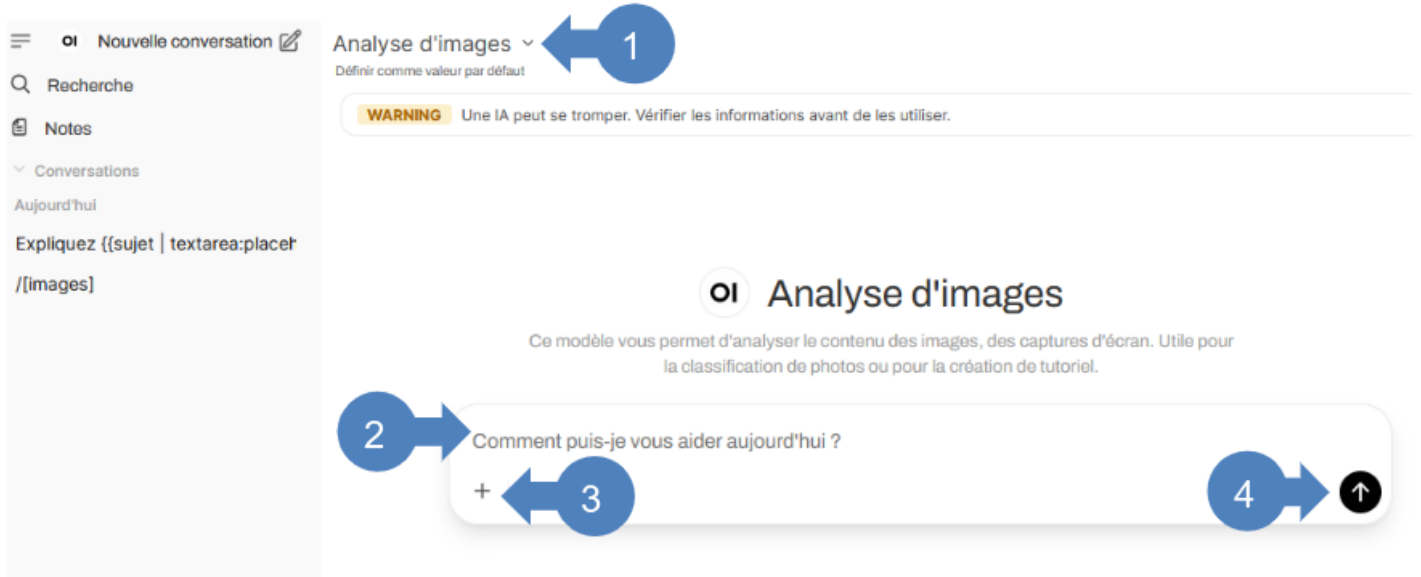 OI Nouvelle conversation
Recherche
Notes
Conversations
Aujourd'hui
Expliquez {{sujet | textarea:placeh
/[images]
Analyse d'images
1
Définir comme valeur par défaut
WARNING Une IA peut se tromper. Vérifier les informations avant de les utiliser.
OI Analyse d'images
Ce modèle vous permet d'analyser le contenu des images, des captures d'écran. Utile pour
la classification de photos ou pour la création de tutoriel.
2
Comment puis-je vous aider aujourd'hui ?
+
3
4